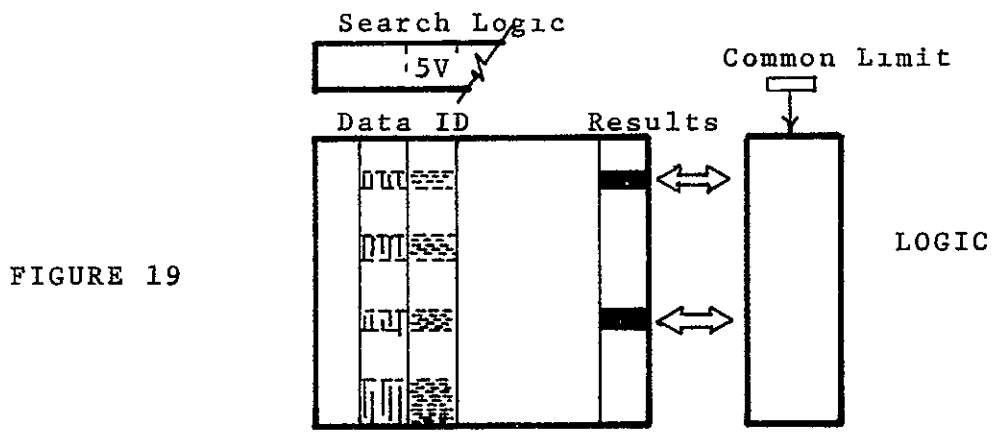 Search Logic
5V
Common Limit
Data ID
Results
LOGIC
FIGURE 19